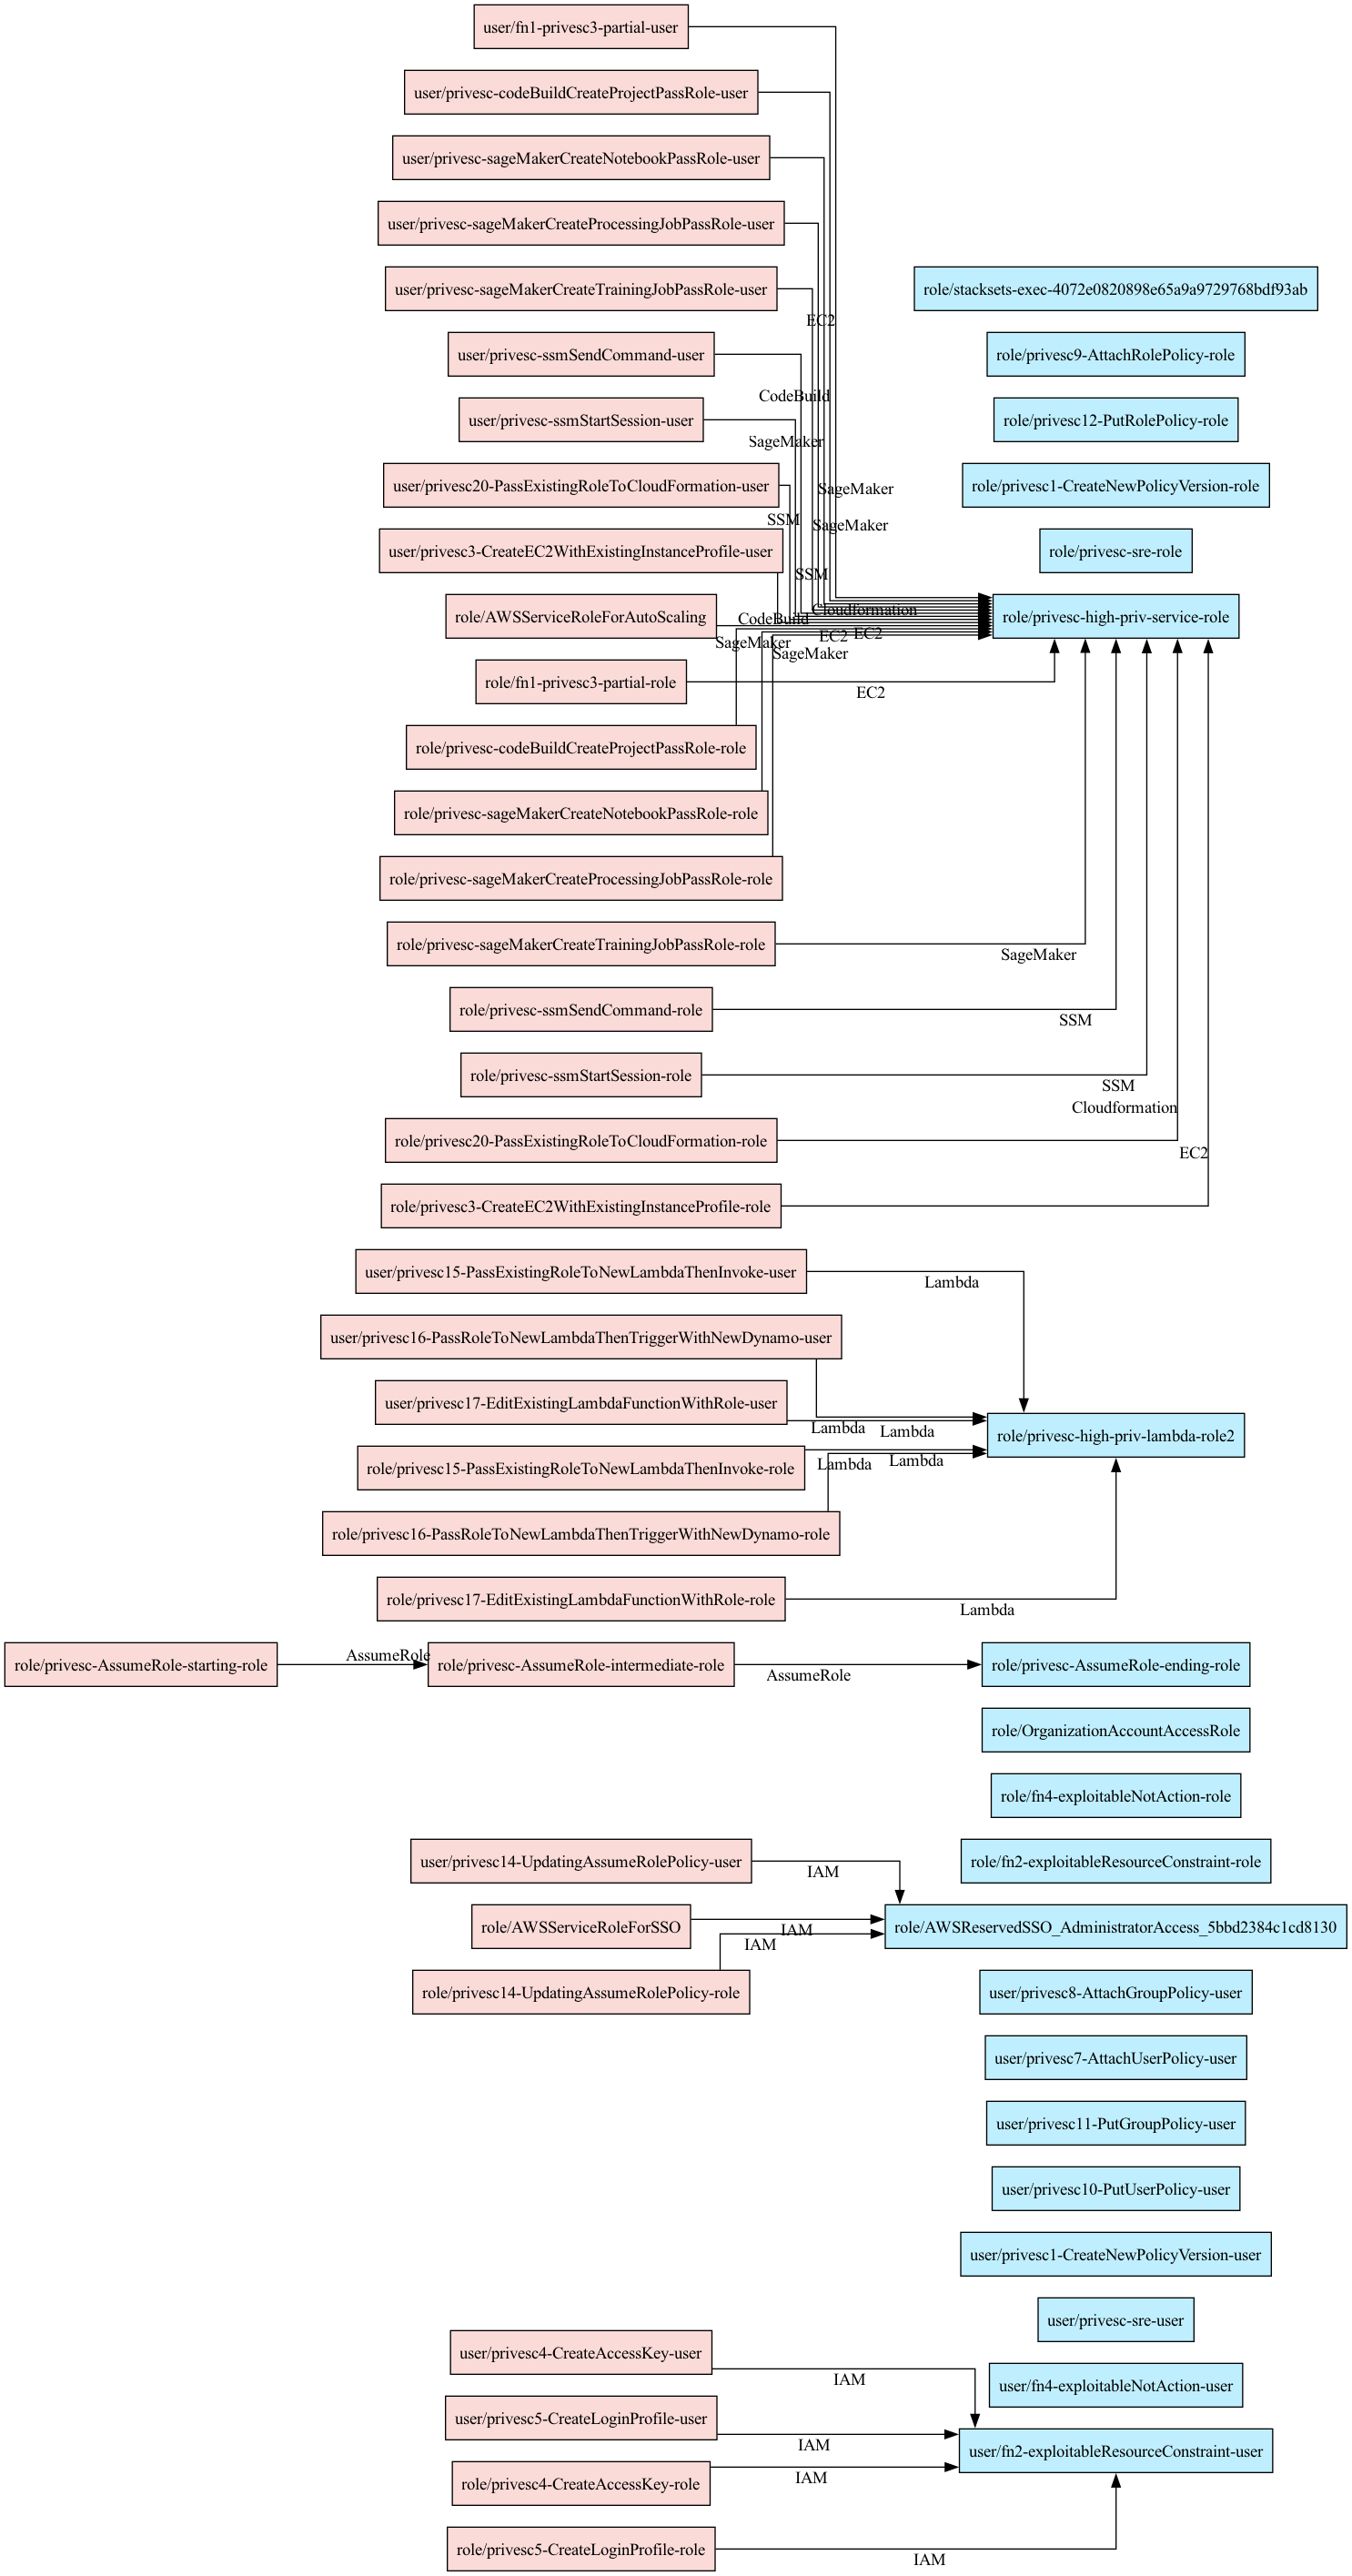 user/fn1-privesc3-partial-user
user/privesc-codeBuildCreateProjectPassRole-user
user/privesc-sageMakerCreateNotebookPassRole-user
user/privesc-sageMakerCreateProcessingJobPassRole-user
user/privesc-sageMakerCreateTrainingJobPassRole-user
role/stacksets-exec-4072e0820898e65a9a9729768bdf93ab
EC2
user/privesc-ssmSendCommand-user
role/privesc9-AttachRolePolicy-role
CodeBuild
user/privesc-ssmStartSession-user
role/privesc12-PutRolePolicy-role
SageMaker
user/privesc20-PassExistingRoleToCloudFormation-user
SageMaker
role/privesc1-CreateNewPolicyVersion-role
SSM
SageMaker
user/privesc3-CreateEC2WithExistingInstanceProfile-user
role/privesc-sre-role
SSM
Cloudformation
role/AWSServiceRoleForAutoScaling
CodeBuild
role/privesc-high-priv-service-role
EC2
EC2
SageMaker
SageMaker
role/fn1-privesc3-partial-role
EC2
role/privesc-codeBuildCreateProjectPassRole-role
role/privesc-sageMakerCreateNotebookPassRole-role
role/privesc-sageMakerCreateProcessingJobPassRole-role
role/privesc-sageMakerCreateTrainingJobPassRole-role
SageMaker
role/privesc-ssmSendCommand-role
SSM
role/privesc-ssmStartSession-role
SSM
Cloudformation
role/privesc20-PassExistingRoleToCloudFormation-role
EC2
role/privesc3-CreateEC2WithExistingInstanceProfile-role
user/privesc15-PassExistingRoleToNewLambdaThenInvoke-user
Lambda
user/privesc16-PassRoleToNewLambdaThenTriggerWithNewDynamo-user
user/privesc17-EditExistingLambdaFunctionWithRole-user
Lambda
Lambda
role/privesc-high-priv-lambda-role2
role/privesc15-PassExistingRoleToNewLambdaThenInvoke-role
Lambda
Lambda
role/privesc16-PassRoleToNewLambdaThenTriggerWithNewDynamo-role
role/privesc17-EditExistingLambdaFunctionWithRole-role
Lambda
role/privesc-AssumeRole-starting-role
AssumeRole
role/privesc-AssumeRole-intermediate-role
AssumeRole
role/privesc-AssumeRole-ending-role
role/OrganizationAccountAccessRole
role/fn4-exploitableNotAction-role
user/privesc14-UpdatingAssumeRolePolicy-user
IAM
role/fn2-exploitableResourceConstraint-role
role/AWSServiceRoleForSSO
IAM
IAM
role/AWSReservedSSO_AdministratorAccess_5bbd2384c1cd8130
role/privesc14-UpdatingAssumeRolePolicy-role
user/privesc8-AttachGroupPolicy-user
user/privesc7-AttachUserPolicy-user
user/privesc11-PutGroupPolicy-user
user/privesc10-PutUserPolicy-user
user/privesc1-CreateNewPolicyVersion-user
user/privesc-sre-user
user/privesc4-CreateAccessKey-user
IAM
user/fn4-exploitableNotAction-user
user/privesc5-CreateLoginProfile-user
IAM
user/fn2-exploitableResourceConstraint-user
role/privesc4-CreateAccessKey-role
IAM
role/privesc5-CreateLoginProfile-role
IAM